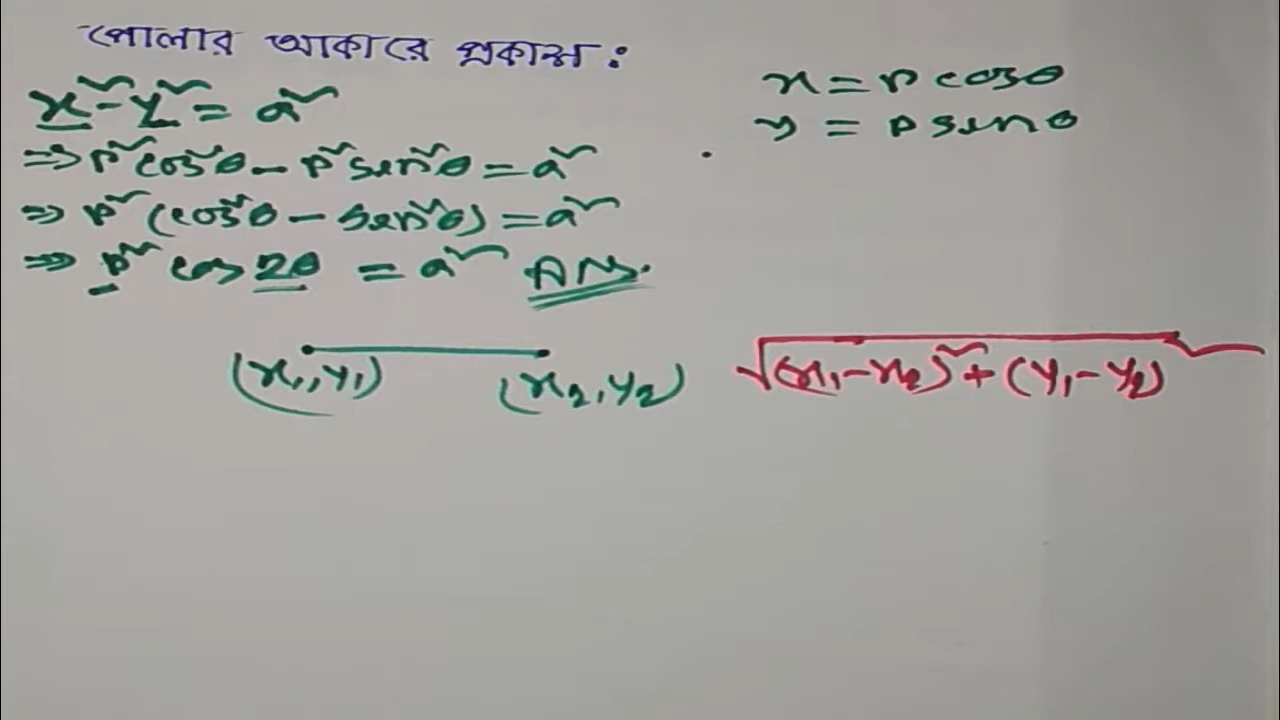 পোলার আকারে প্রকাশ :
x² - y² = a²
⇒ r² cos²θ - r² sin²θ = a²
⇒ r² (cos²θ - sin²θ) = a²
⇒ r² cos 2θ = a² Ans.
x = r cosθ
y = r sinθ
(x₁, y₁) (x₂, y₂)
√(x₁ - x₂)² + (y₁ - y₂)²